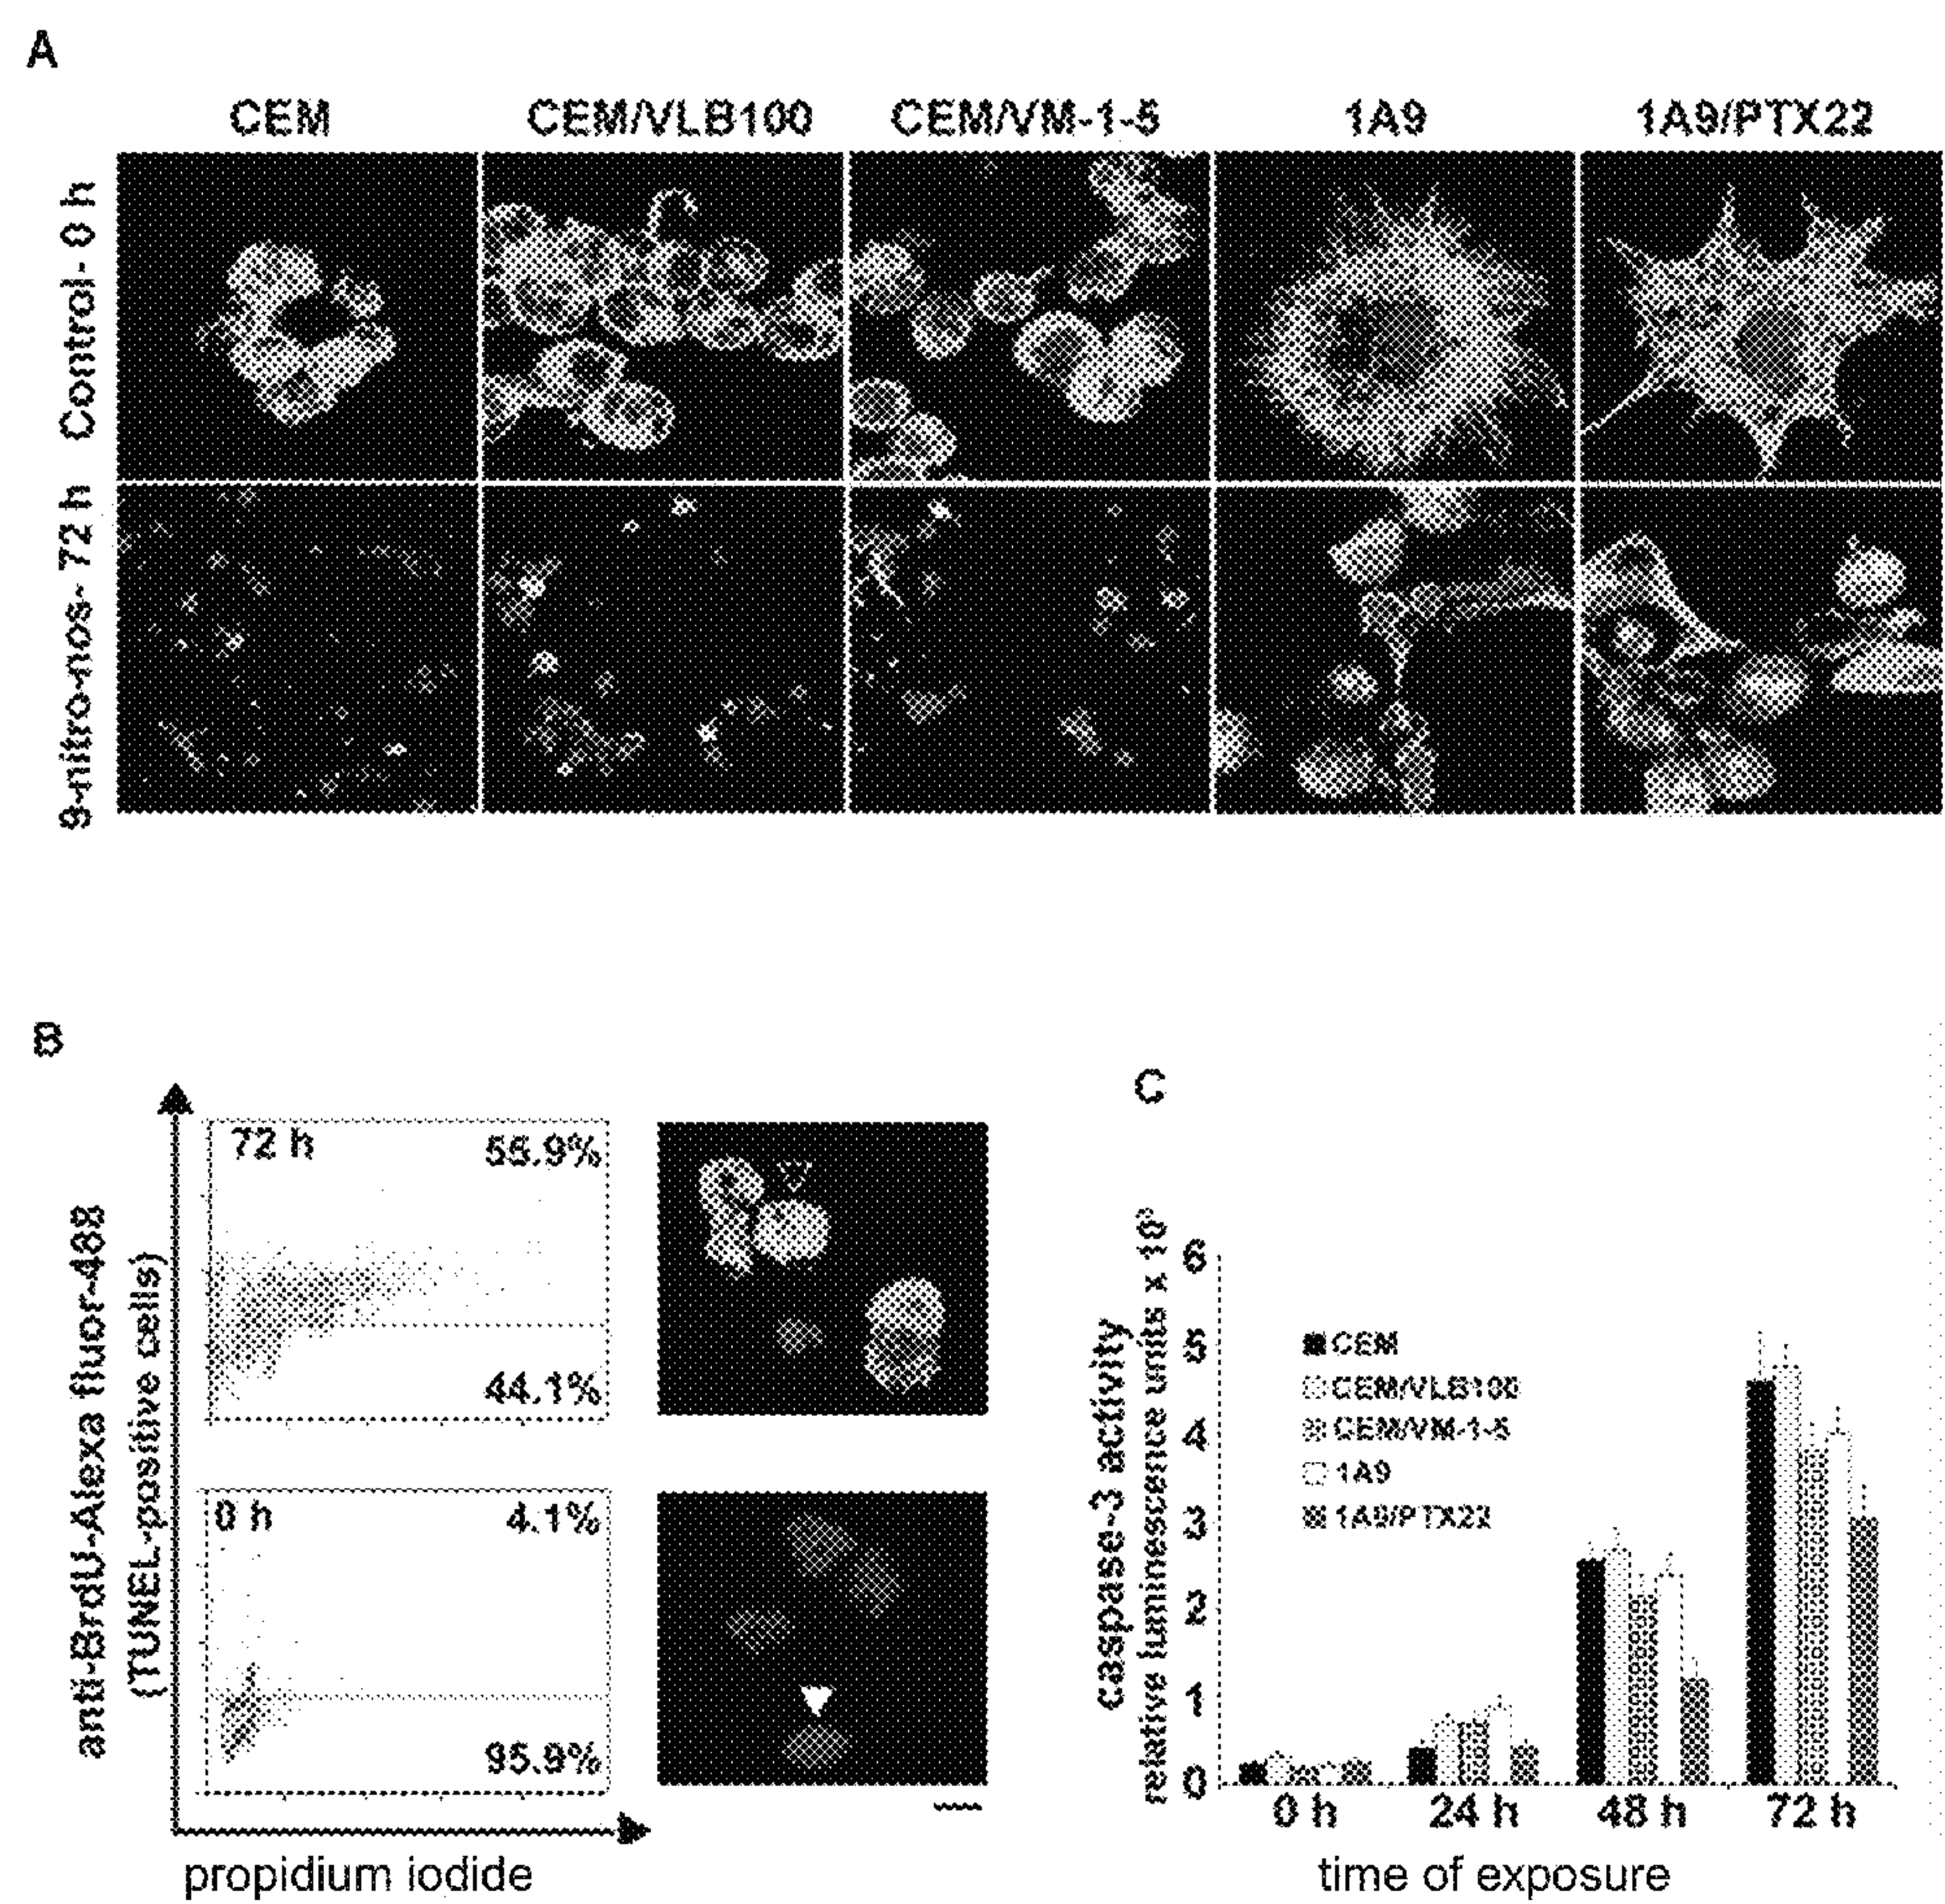 A
CEM CEM/VLB100 CEM/VM-1-5 1A9 1A9/PTX22
Control- 0 h
9-nitro-nos- 72 h
B
72 h 55.9%
44.1%
0 h 4.1%
95.9%
anti-BrdU-Alexa fluor-488
(TUNEL-positive cells)
propidium iodide
C
caspase-3 activity
relative luminescence units x 10
6
5
4
3
2
1
0
CEM
CEM/VLB100
CEM/VM-1-5
1A9
1A9/PTX22
0 h 24 h 48 h 72 h
time of exposure